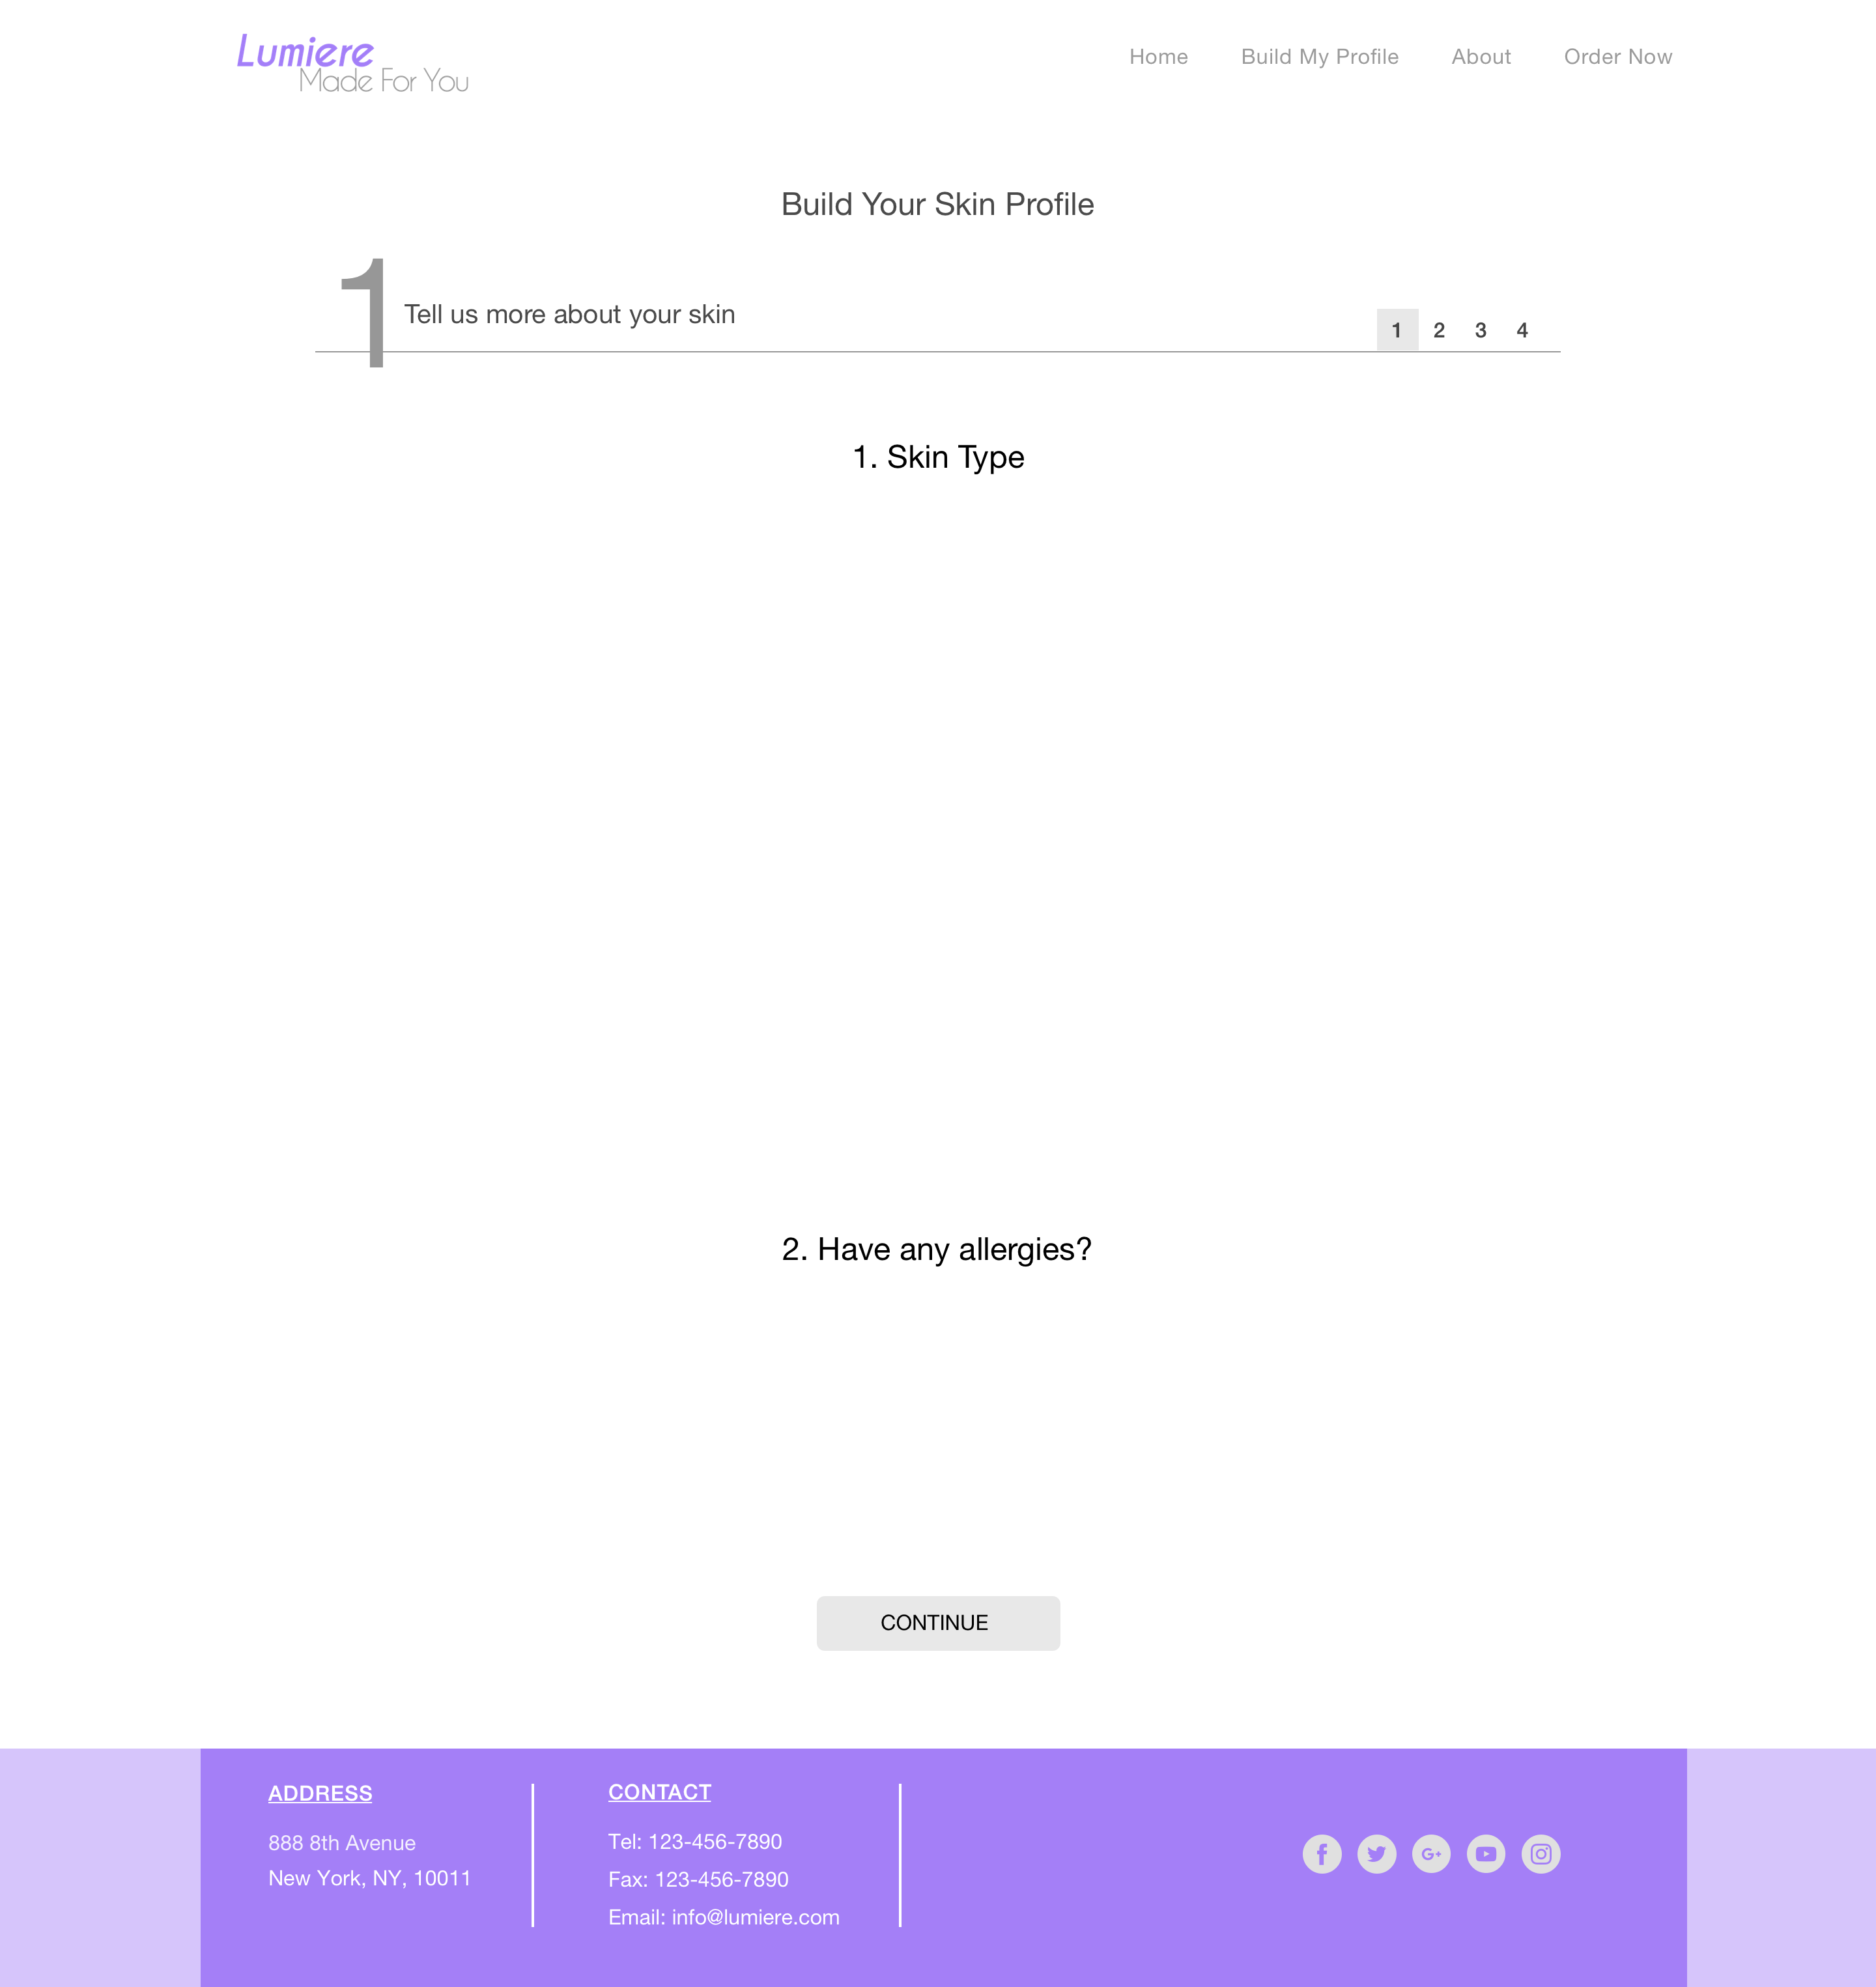 Lumiere
Made For You
Home
Build My Profile
About
Order Now
Build Your Skin Profile
1
Tell us more about your skin
1 2 3 4
1. Skin Type
2. Have any allergies?
CONTINUE
ADDRESS
888 8th Avenue
New York, NY, 10011
CONTACT
Tel: 123-456-7890
Fax: 123-456-7890
Email: info@lumiere.com